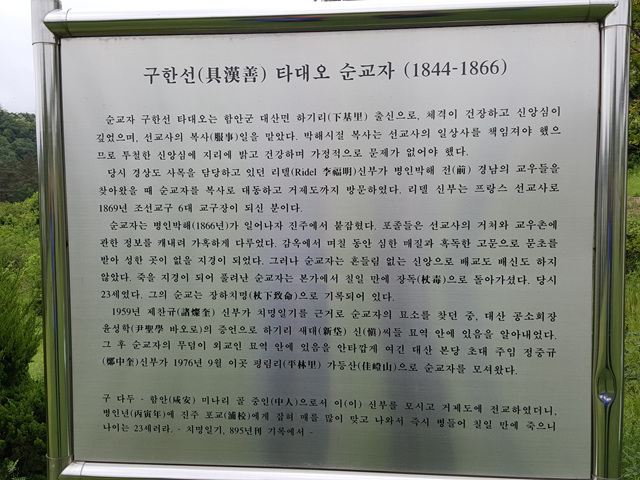 구한선(具漢善) 타대오 순교자 (1844-1866)
순교자 구한선 타대오는 함안군 대산면 하기리(下基里) 출신으로, 체격이 건장하고 신앙심이
깊었으며, 선교사의 복사(服事)일을 맡았다. 박해시절 복사는 선교사의 일상사를 책임져야 했으
므로 투철한 신앙심에 지리에 밝고 건강하며 가정적으로 문제가 없어야 했다.
당시 경상도 사목을 담당하고 있던 리델(Ridel 李福明)신부가 병인박해 전(前) 경남의 교우들을
찾아왔을 때 순교자를 복사로 대동하고 거제도까지 방문하였다. 리델 신부는 프랑스 선교사로
1869년 조선교구 6대 교구장이 되신 분이다.
순교자는 병인박해(1866년)가 일어나자 진주에서 붙잡혔다. 포졸들은 선교사의 거처와 교우촌에
관한 정보를 캐내려 가혹하게 다루었다. 감옥에서 며칠 동안 심한 매질과 혹독한 고문으로 문초를
받아 성한 곳이 없을 지경이 되었다. 그러나 순교자는 흔들림 없는 신앙으로 배교도 배신도 하지
않았다. 죽을 지경이 되어 풀려난 순교자는 본가에서 칠일 만에 장독(杖毒)으로 돌아가셨다. 당시
23세였다. 그의 순교는 장하치명(杖下致命)으로 기록되어 있다.
1959년 제찬규(諸燦奎) 신부가 치명일기를 근거로 순교자의 묘소를 찾던 중, 대산 공소회장
윤성학(尹聖學 바오로)의 증언으로 하기리 새대(新垈) 신(愼)씨들 묘역 안에 있음을 알아내었다.
그 후 순교자의 무덤이 외교인 묘역 안에 있음을 안타깝게 여긴 대산 본당 초대 주임 정중규
(鄭中奎)신부가 1976년 9월 이곳 평림리(平林里) 가등산(佳嶝山)으로 순교자를 모셔왔다.
구 다두 - 함안(咸安) 미나리 골 중인(中人)으로서 이(이) 신부를 모시고 거제도에 전교하였더니,
병인년(丙寅年)에 진주 포교(浦校)에게 잡혀 매를 많이 맞고 나와서 즉시 병들어 칠일 만에 죽으니
나이는 23세러라. - 치명일기, 895년刊 기록에서 -